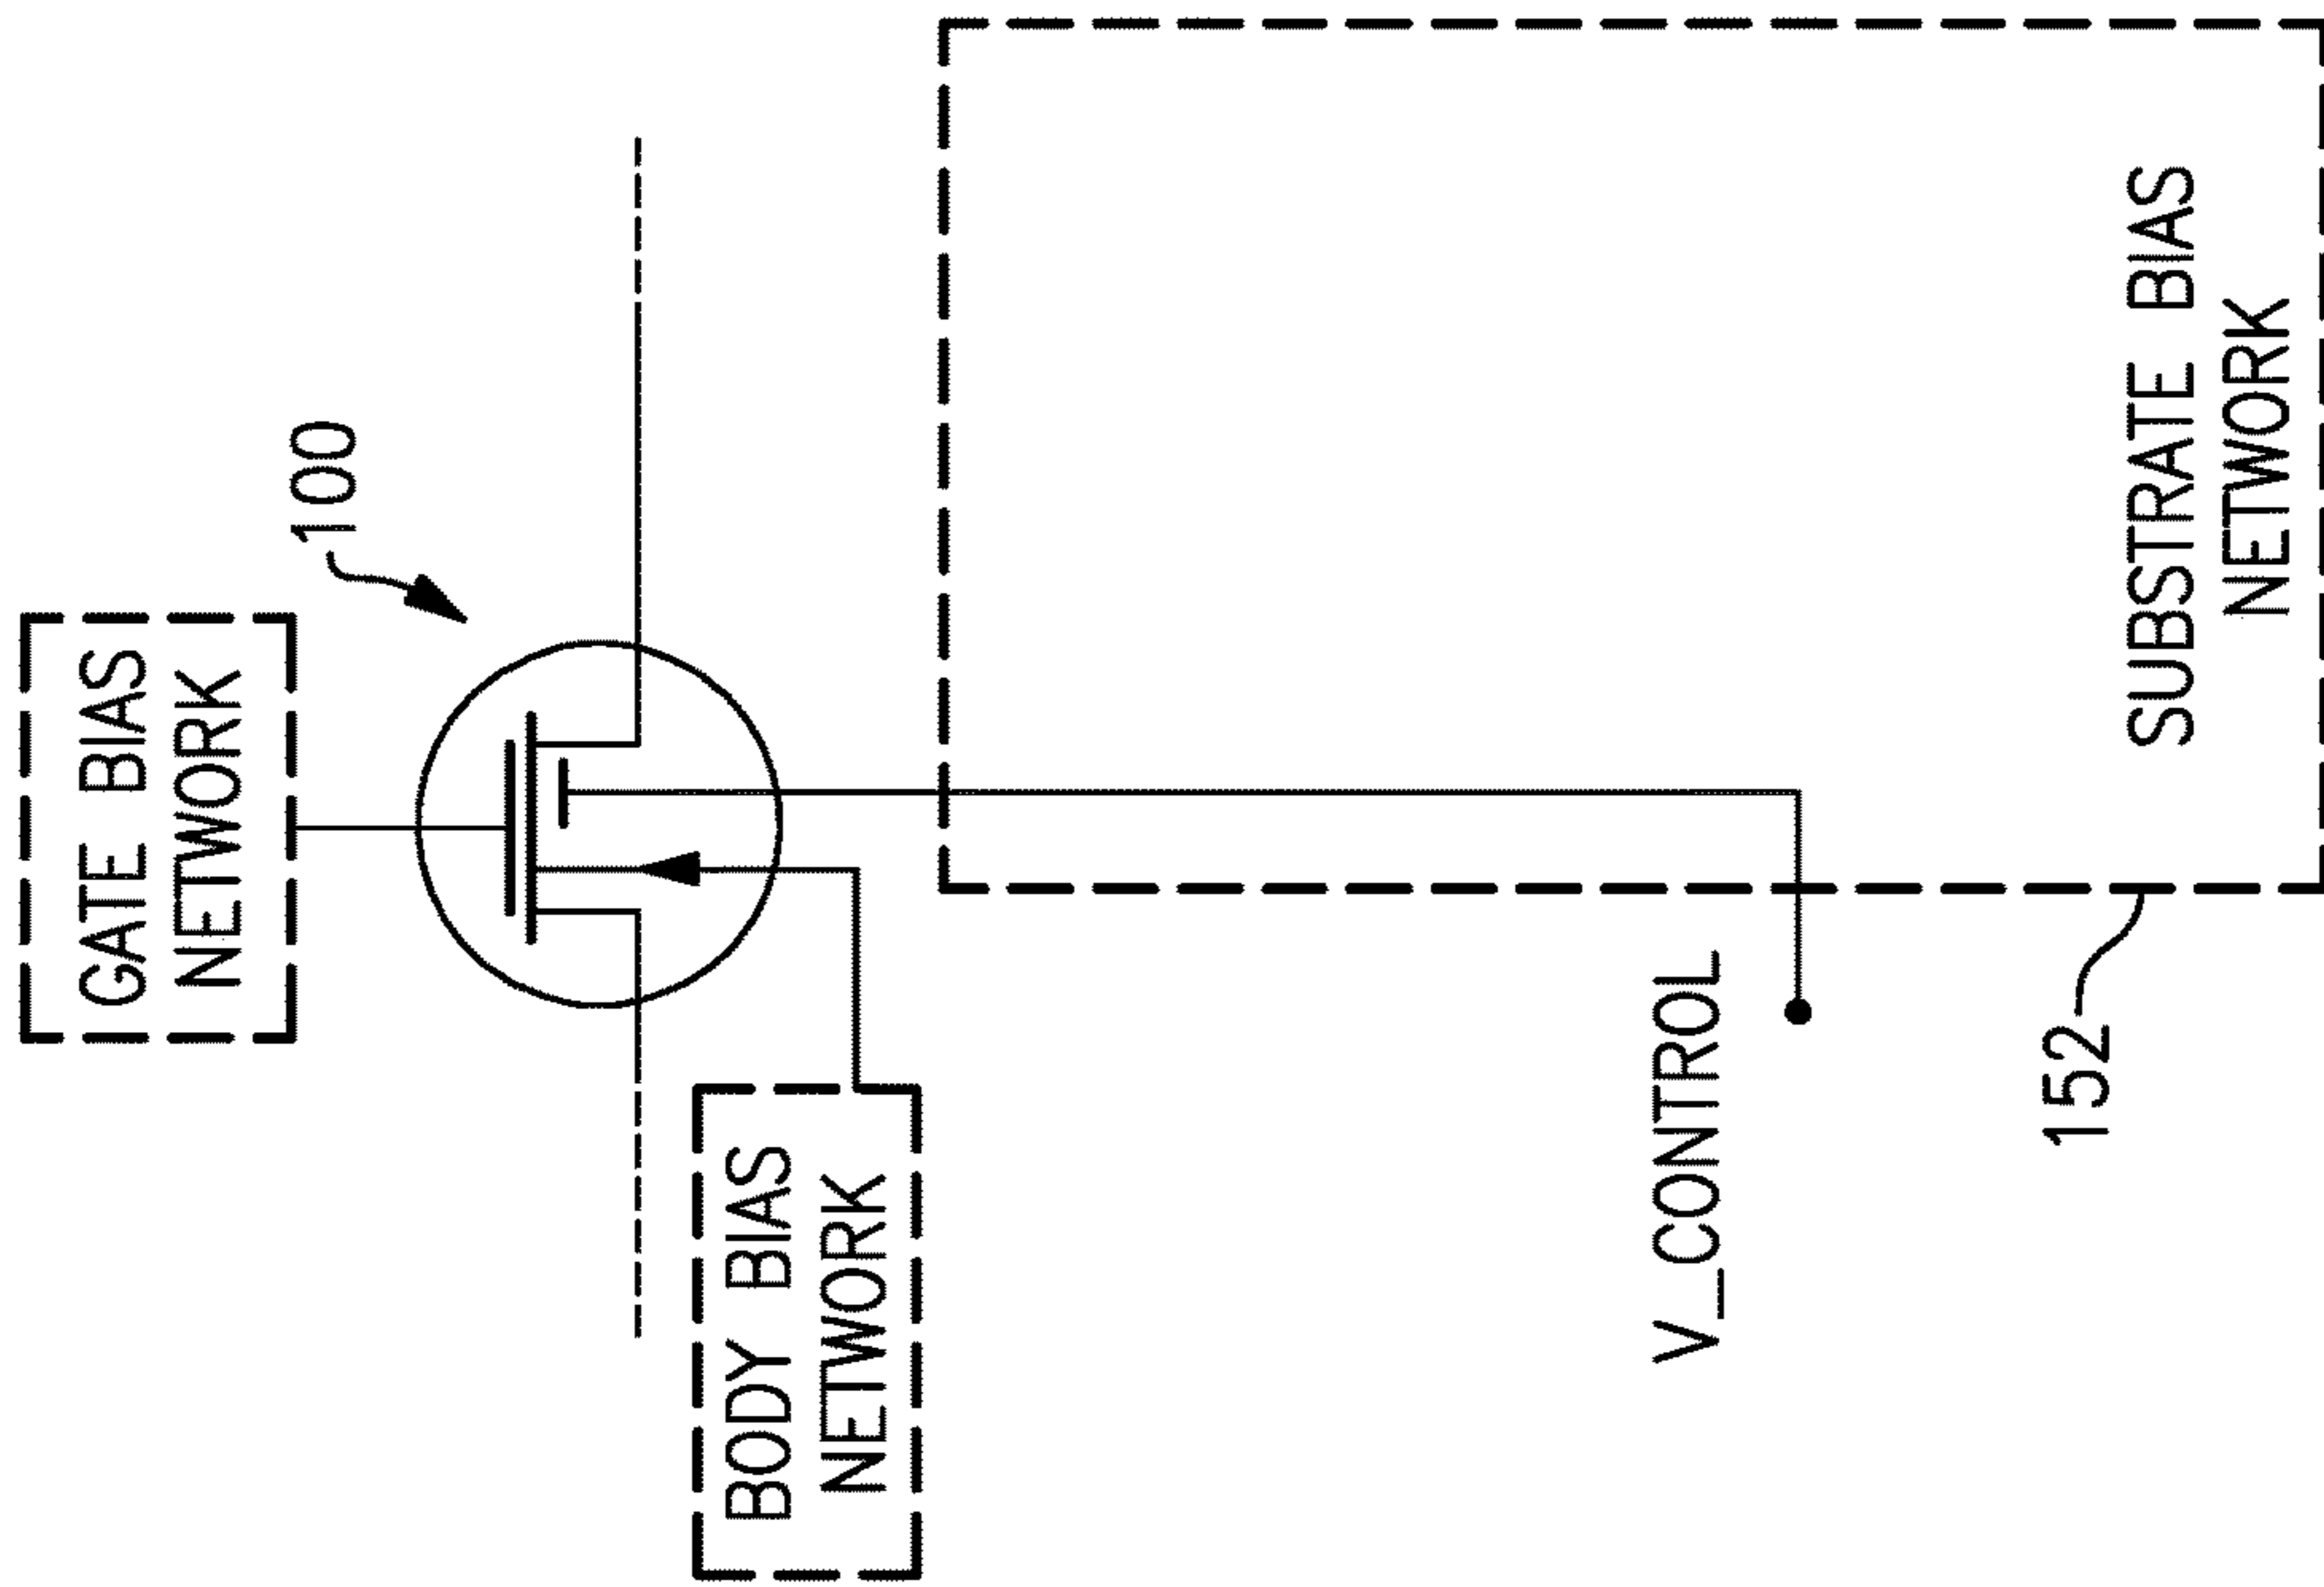 GATE BIAS
NETWORK
100
BODY BIAS
NETWORK
V_CONTROL
152
SUBSTRATE BIAS
NETWORK